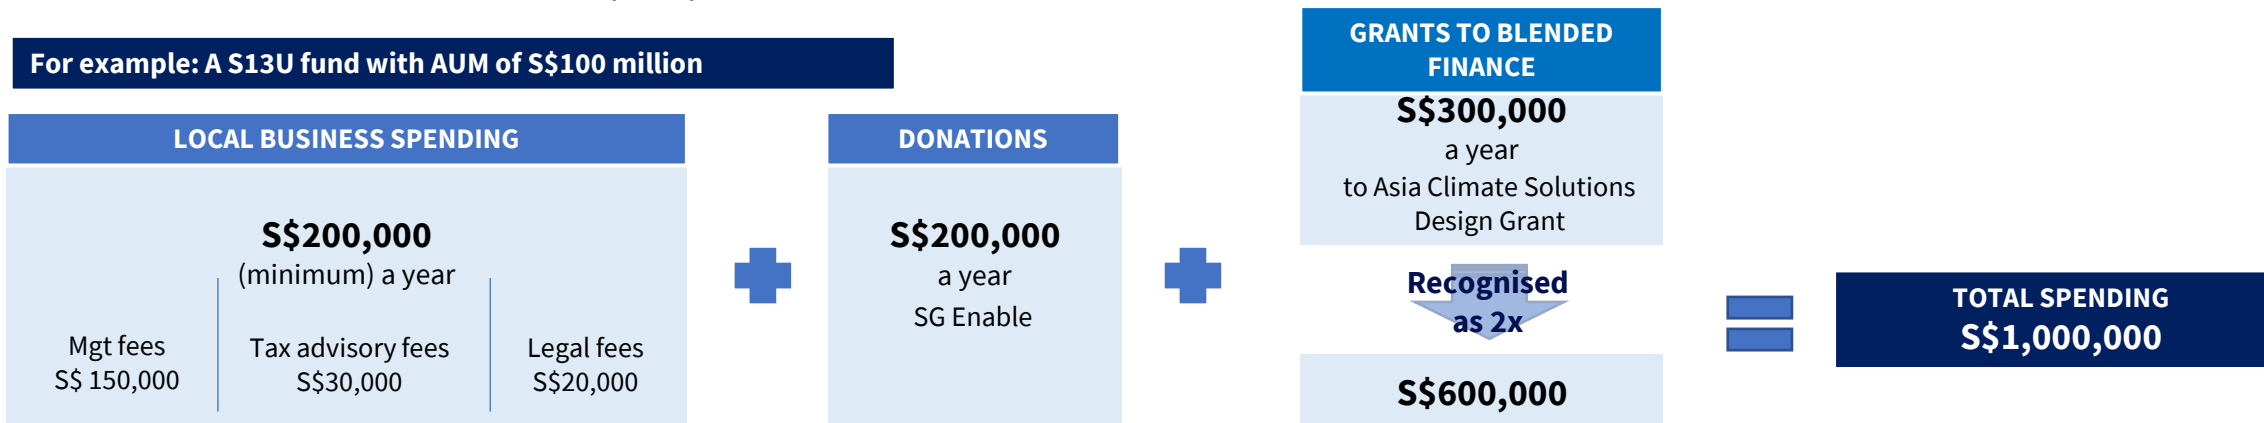 For example: A S13U fund with AUM of S$100 million
LOCAL BUSINESS SPENDING
S$200,000
(minimum) a year
Mgt fees
S$ 150,000
Tax advisory fees
S$30,000
Legal fees
S$20,000
DONATIONS
S$200,000
a year
SG Enable
GRANTS TO BLENDED
FINANCE
S$300,000
a year
to Asia Climate Solutions
Design Grant
Recognised
as 2x
S$600,000
TOTAL SPENDING
S$1,000,000